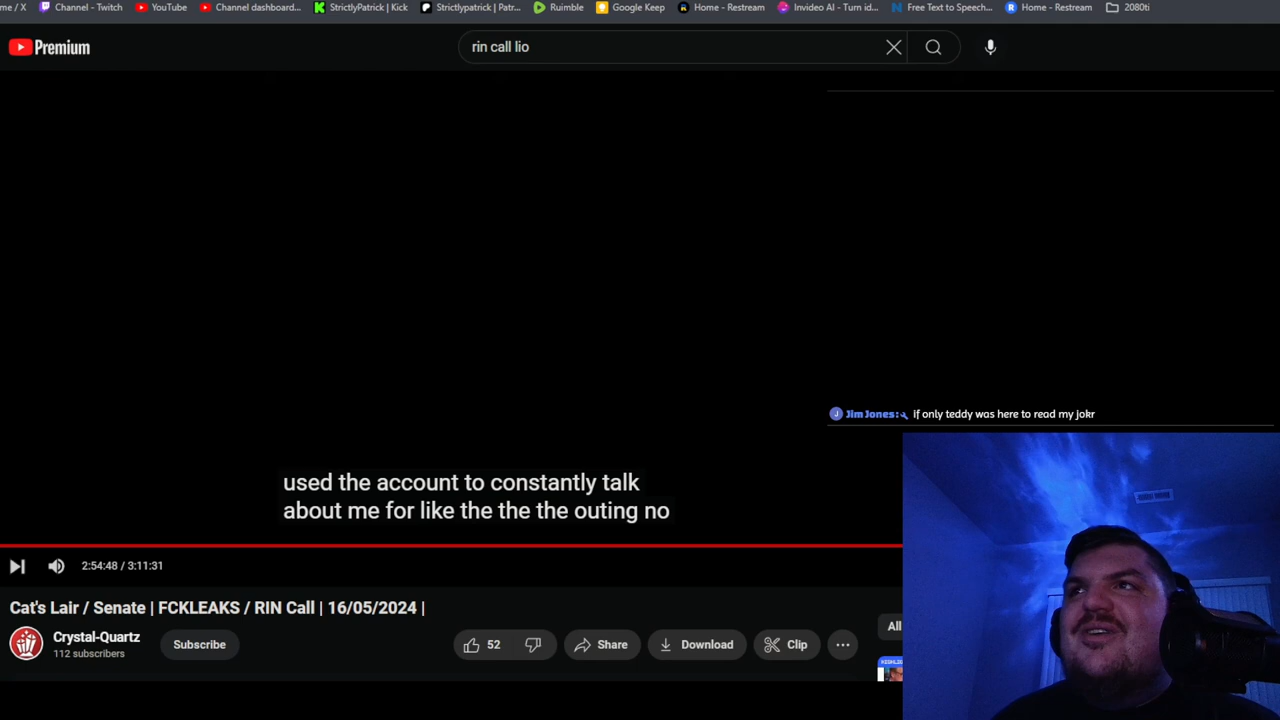 me / X Channel - Twitch YouTube Channel dashboard... StrictlyPatrick | Kick Strictlypatrick | Patr... Rumble Google Keep Home - Restream Invideo AI - Turn id... Free Text to Speech... Home - Restream 2080ti
Premium rin call lio
Jim Jones: if only teddy was here to read my jokr
used the account to constantly talk
about me for like the the the outing no
2:54:48 / 3:11:31
Cat's Lair / Senate | FCKLEAKS / RIN Call | 16/05/2024 |
All
Crystal-Quartz
112 subscribers
Subscribe 52 Share Download Clip